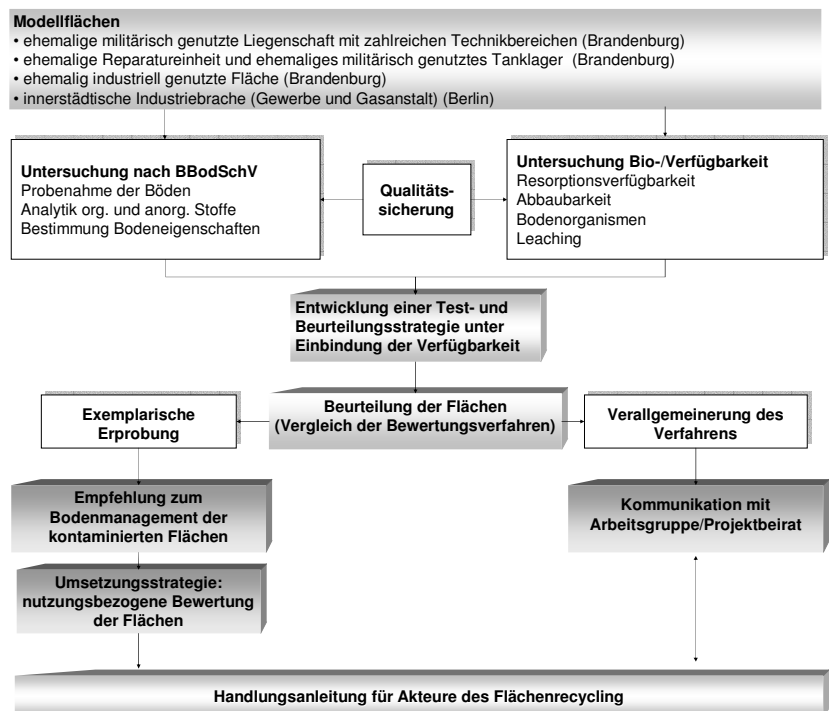 Modellflächen
• ehemalige militärisch genutzte Liegenschaft mit zahlreichen Technikbereichen (Brandenburg)
• ehemalige Reparatureinheit und ehemaliges militärisch genutztes Tanklager (Brandenburg)
• ehemalig industriell genutzte Fläche (Brandenburg)
• innerstädtische Industriebrache (Gewerbe und Gasanstalt) (Berlin)
Untersuchung nach BBodSchV
Probenahme der Böden
Analytik org. und anorg. Stoffe
Bestimmung Bodeneigenschaften
Qualitäts-
sicherung
Untersuchung Bio-/Verfügbarkeit
Resorptionsverfügbarkeit
Abbaubarkeit
Bodenorganismen
Leaching
Entwicklung einer Test- und
Beurteilungsstrategie unter
Einbindung der Verfügbarkeit
Exemplarische
Erprobung
Beurteilung der Flächen
(Vergleich der Bewertungsverfahren)
Verallgemeinerung des
Verfahrens
Empfehlung zum
Bodenmanagement der
kontaminierten Flächen
Kommunikation mit
Arbeitsgruppe/Projektbeirat
Umsetzungsstrategie:
nutzungsbezogene Bewertung
der Flächen
Handlungsanleitung für Akteure des Flächenrecycling